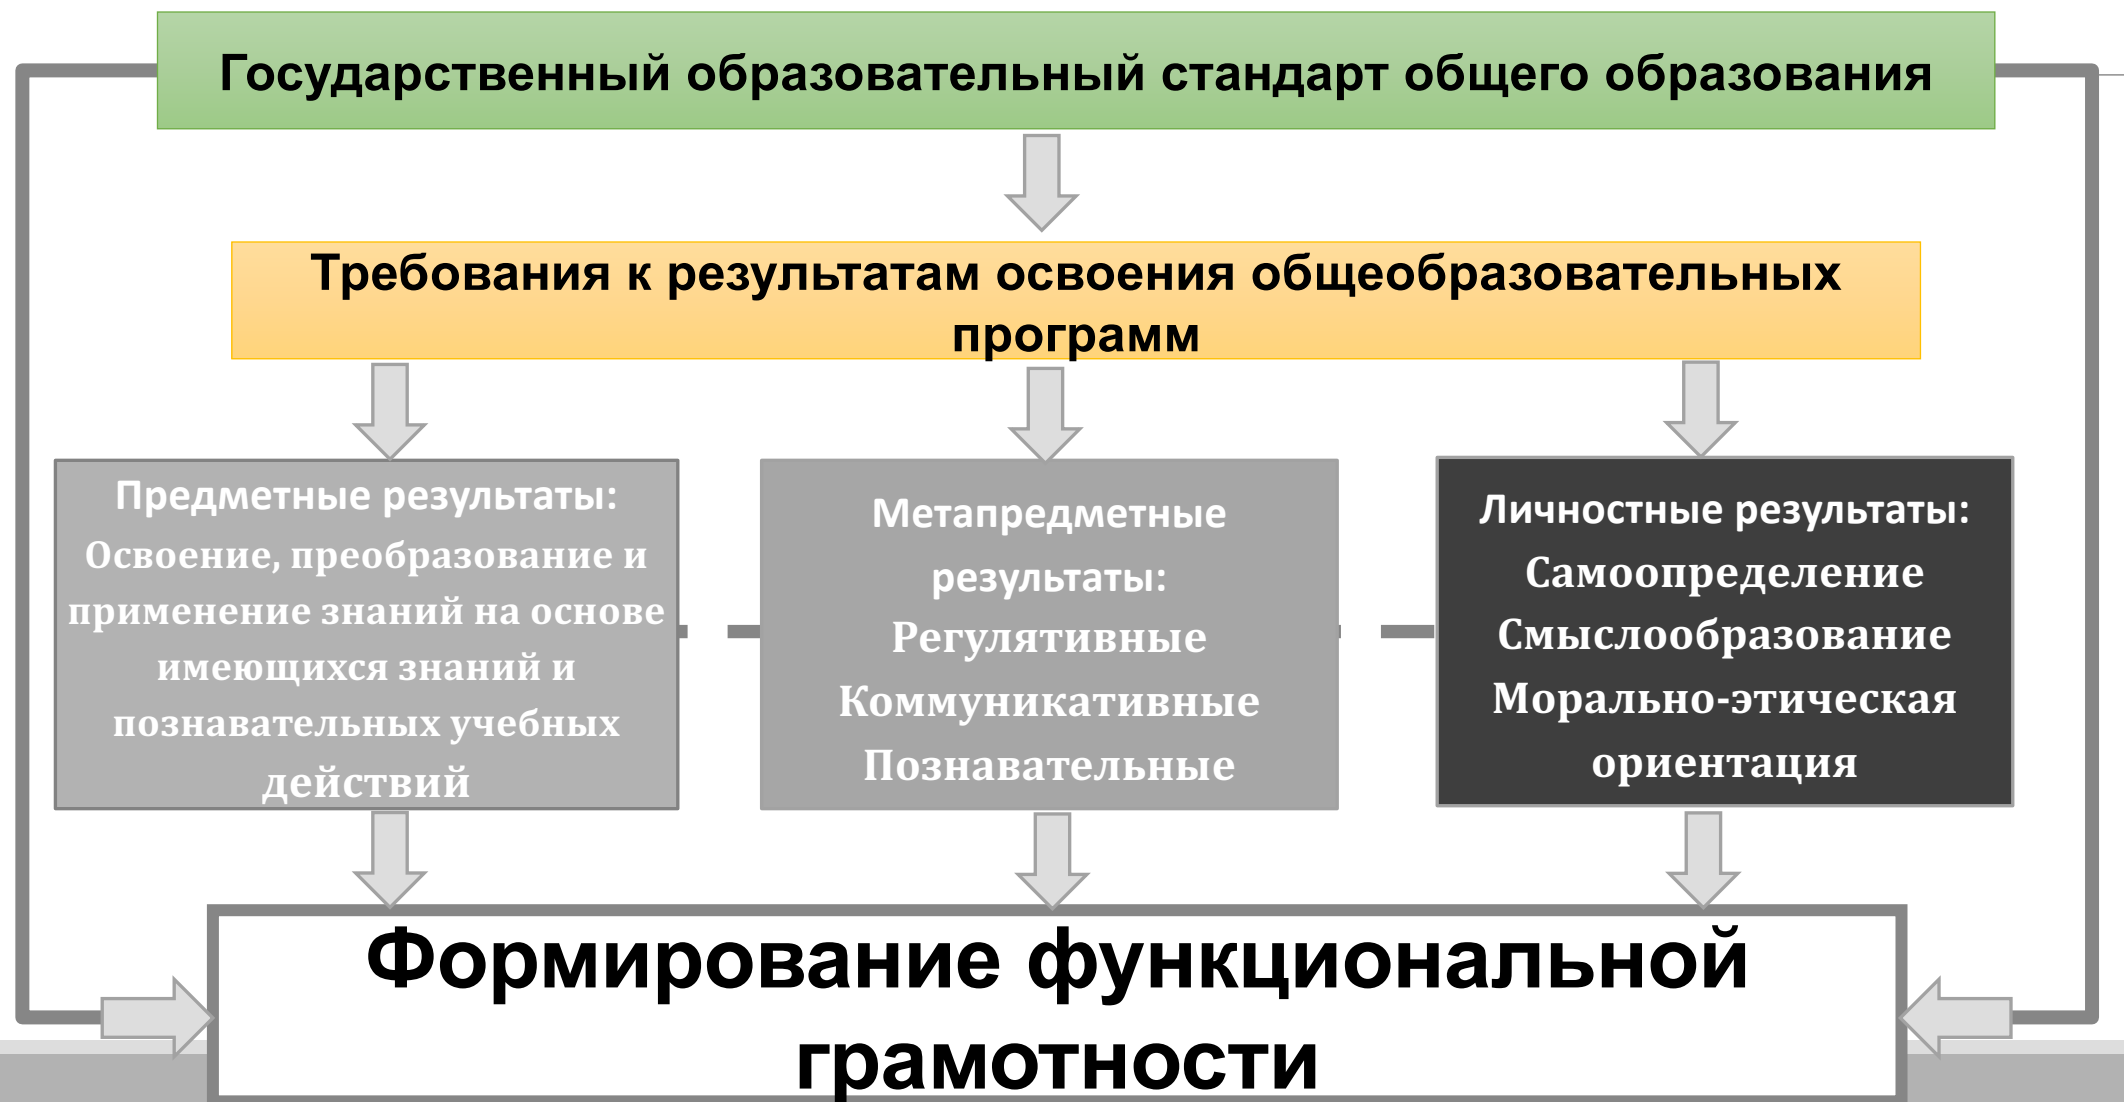 Государственный образовательный стандарт общего образования
Требования к результатам освоения общеобразовательных
программ
Предметные результаты:
Освоение, преобразование и
применение знаний на основе
имеющихся знаний и
познавательных учебных
действий
Метапредметные
результаты:
Регулятивные
Коммуникативные
Познавательные
Личностные результаты:
Самоопределение
Смыслообразование
Морально-этическая
ориентация
Формирование функциональной
грамотности